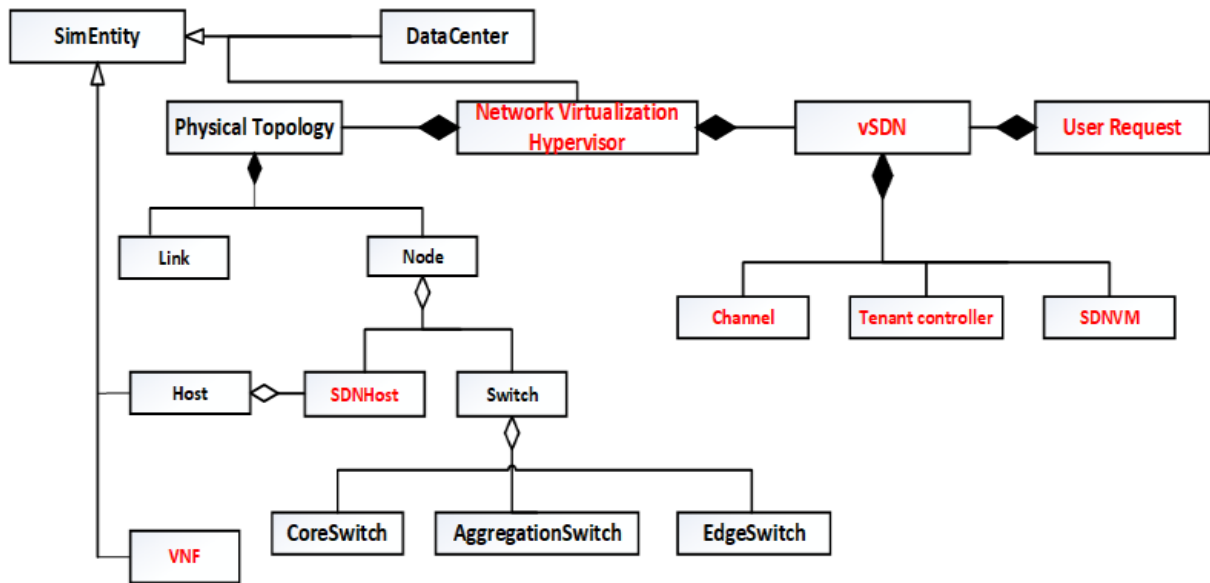 SimEntity
DataCenter
Physical Topology
Network Virtualization
Hypervisor
vSDN
User Request
Link
Node
Channel
Tenant controller
SDNVM
Host
SDNHost
Switch
CoreSwitch
AggregationSwitch
EdgeSwitch
VNF